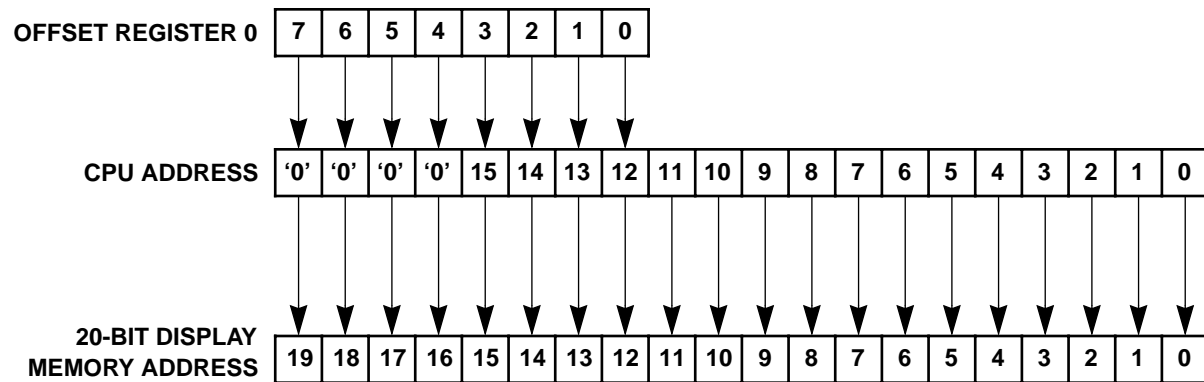 OFFSET REGISTER 0 7 6 5 4 3 2 1 0
CPU ADDRESS ‘0’ ‘0’ ‘0’ ‘0’ 15 14 13 12 11 10 9 8 7 6 5 4 3 2 1 0
20-BIT DISPLAY
MEMORY ADDRESS 19 18 17 16 15 14 13 12 11 10 9 8 7 6 5 4 3 2 1 0